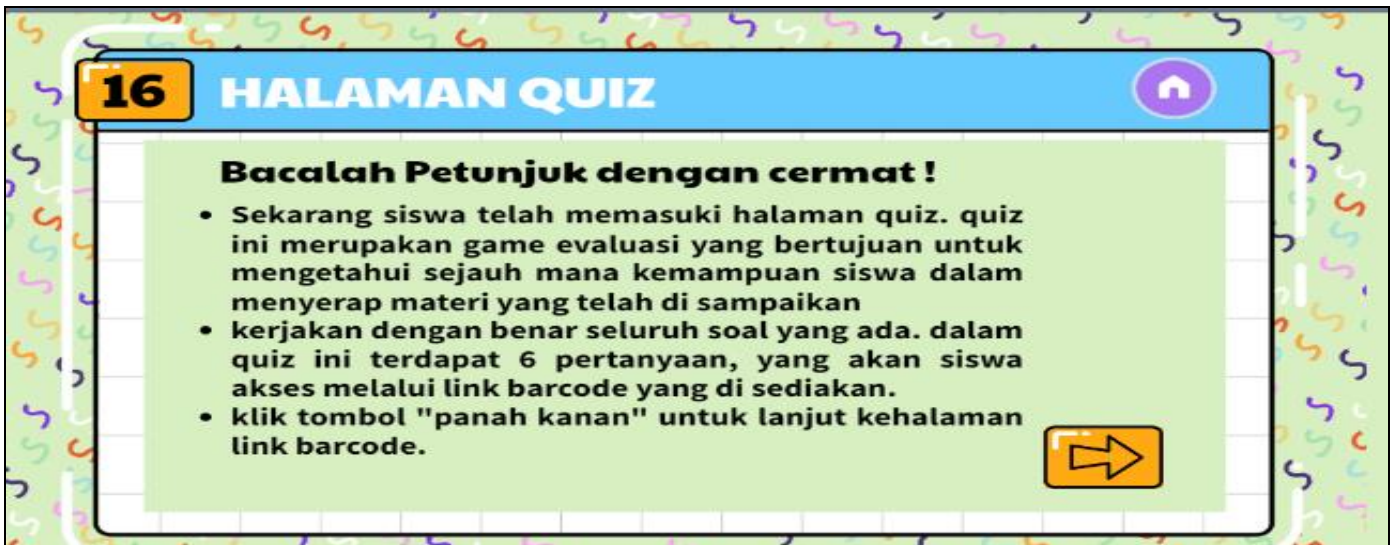 16 HALAMAN QUIZ
Bacalah Petunjuk dengan cermat !
• Sekarang siswa telah memasuki halaman quiz. quiz
ini merupakan game evaluasi yang bertujuan untuk
mengetahui sejauh mana kemampuan siswa dalam
menyerap materi yang telah di sampaikan
• kerjakan dengan benar seluruh soal yang ada. dalam
quiz ini terdapat 6 pertanyaan, yang akan siswa
akses melalui link barcode yang di sediakan.
• klik tombol "panah kanan" untuk lanjut kehalaman
link barcode.